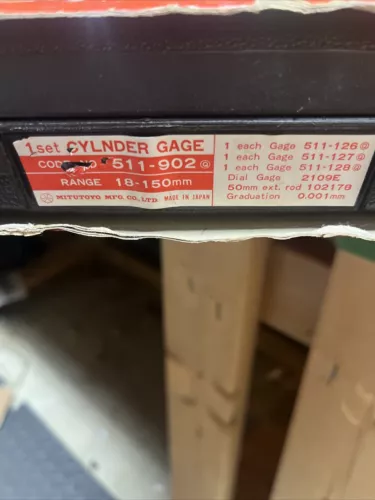 1set CYLNDER GAGE
CODE NO 511-902 G
RANGE 18-150mm
MITUTOYO MFG. CO., LTD MADE IN JAPAN
1 each Gage 511-126 G
1 each Gage 511-127 G
1 each Gage 511-128 G
Dial Gage 2109E
50mm ext. rod 102178
Graduation 0.001mm